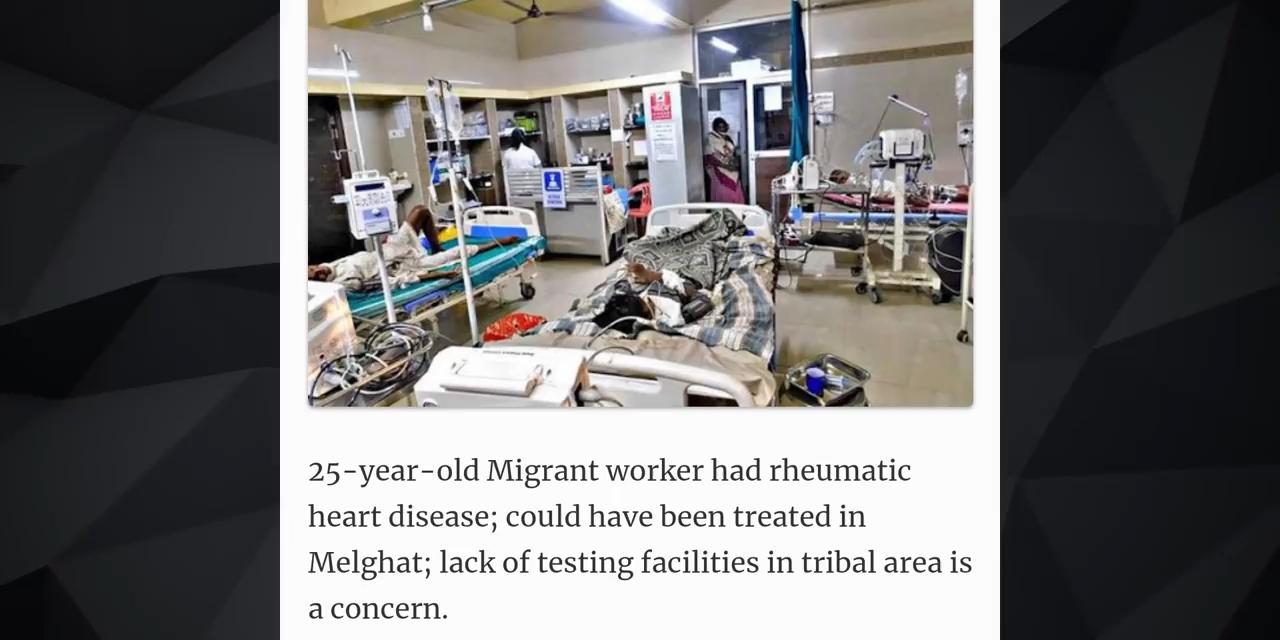 25-year-old Migrant worker had rheumatic
heart disease; could have been treated in
Melghat; lack of testing facilities in tribal area is
a concern.